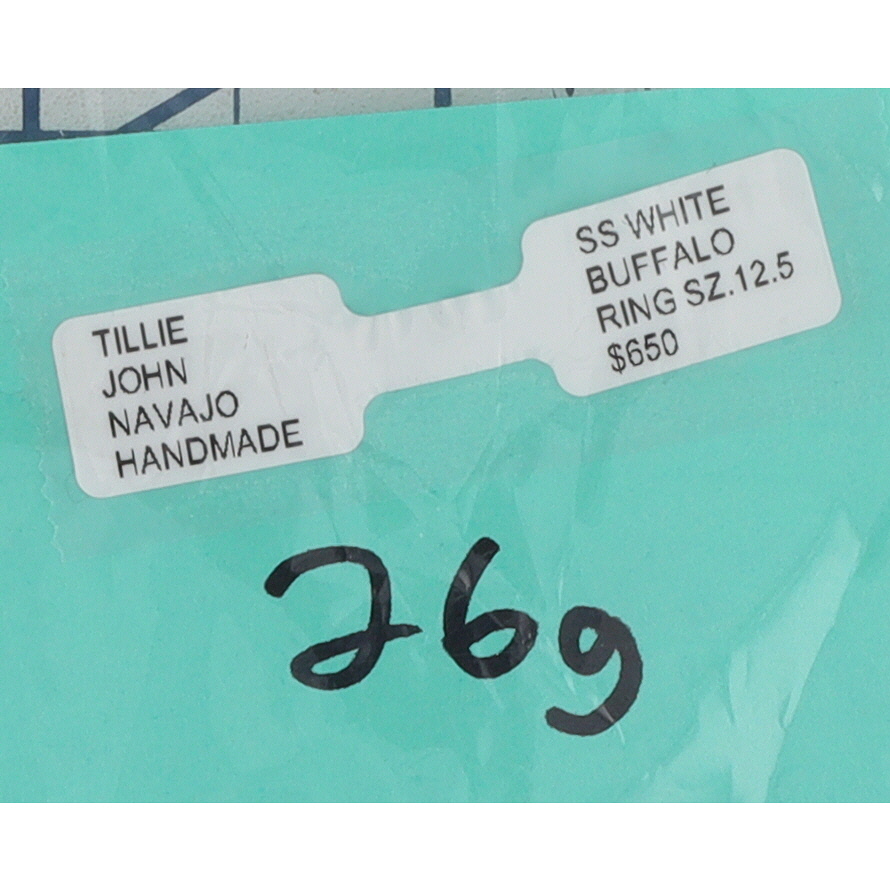 TILLIE
JOHN
NAVAJO
HANDMADE
SS WHITE
BUFFALO
RING SZ.12.5
$650
26g